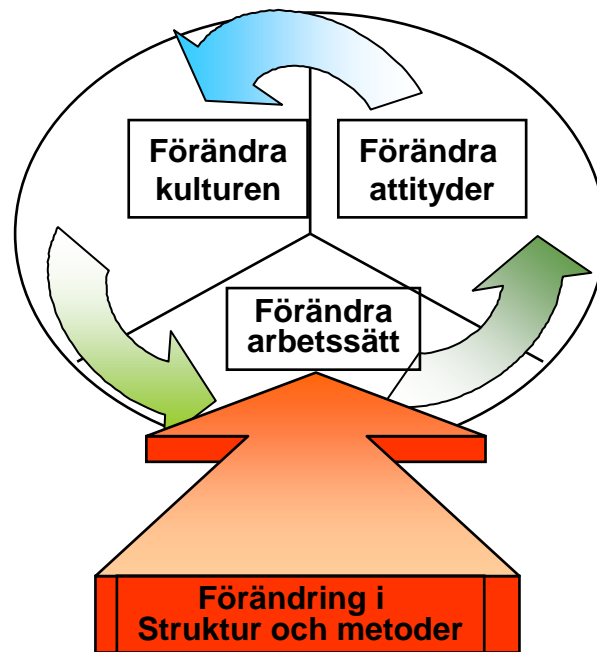 Förändra
kulturen
Förändra
attityder
Förändra
arbetssätt
Förändring i
Struktur och metoder